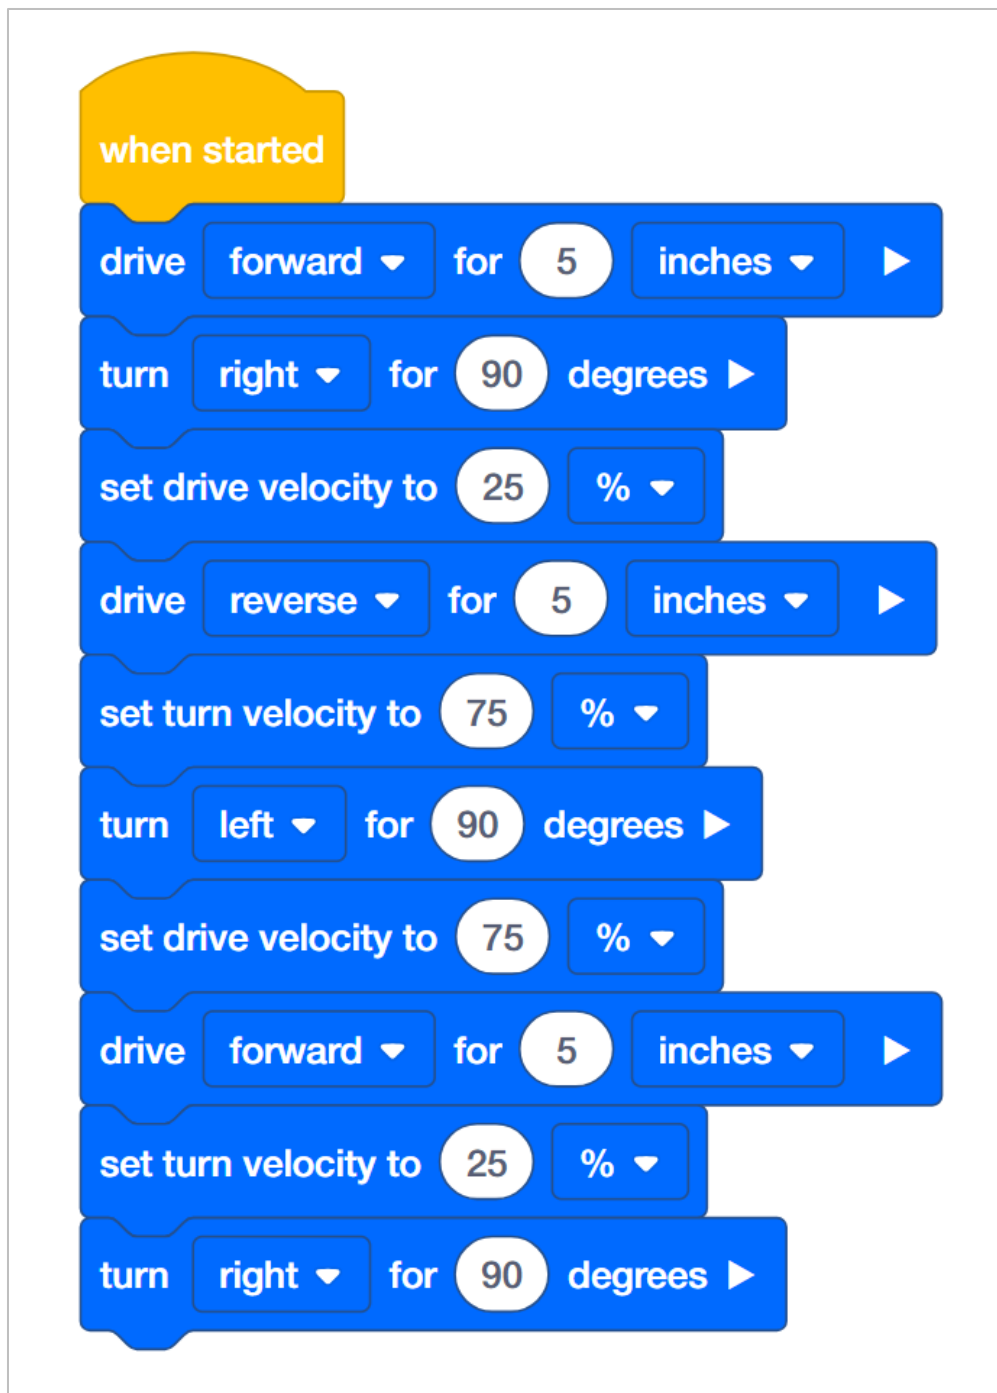 when started
drive forward for 5 inches
turn right for 90 degrees
set drive velocity to 25 %
drive reverse for 5 inches
set turn velocity to 75 %
turn left for 90 degrees
set drive velocity to 75 %
drive forward for 5 inches
set turn velocity to 25 %
turn right for 90 degrees